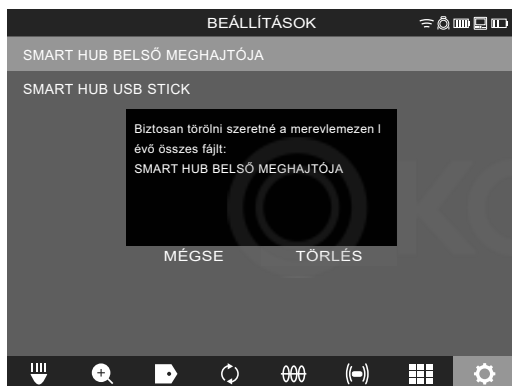 BEÁLLÍTÁSOK
SMART HUB BELSŐ MEGHAJTÓJA
SMART HUB USB STICK
Biztosan törölni szeretné a merevlemezen l
évő összes fájlt:
SMART HUB BELSŐ MEGHAJTÓJA
MÉGSE TÖRLÉS